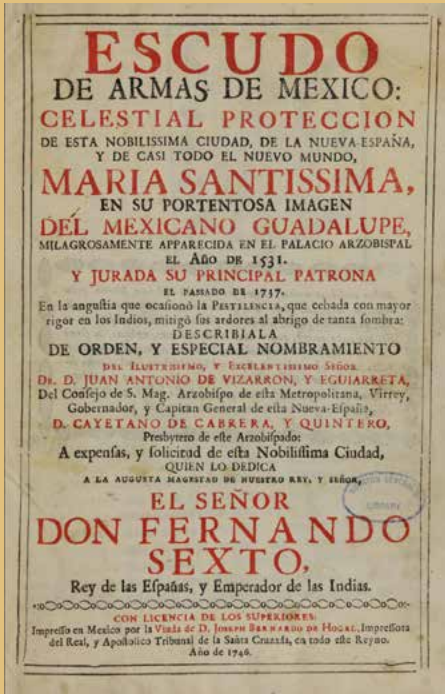 ESCUDO
DE ARMAS DE MEXICO:
CELESTIAL PROTECCION
DE ESTA NOBILISSIMA CIUDAD, DE LA NUEVA-ESPAÑA,
Y DE CASI TODO EL NUEVO MUNDO,
MARIA SANTISSIMA,
EN SU PORTENTOSA IMAGEN
DEL MEXICANO GUADALUPE,
MILAGROSAMENTE APPARECIDA EN EL PALACIO ARZOBISPAL
EL AÑO DE 1531.
Y JURADA SU PRINCIPAL PATRONA
EL PASSADO DE 1737.
En la anguſtia que ocaſionò la PESTILENCIA, que cebada con mayor
rigor en los Indios, mitigò ſus ardores al abrigo de tanta ſombra:
DESCRIBIALA
DE ORDEN, Y ESPECIAL NOMBRAMIENTO
DEL ILUSTRISIMO, Y EXCELENTISSIMO SEÑOR
DR. D. JUAN ANTONIO DE VIZARRON, Y EGUIARRETA,
Del Conſejo de S. Mag. Arzobiſpo de eſta Metropolitana, Virrey,
Gobernador, y Capitan General de eſta Nueva-Eſpaña,
D. CAYETANO DE CABRERA, Y QUINTERO,
Presbytero de eſte Arzobiſpado:
A expenſas, y ſolicitud de eſta Nobiliſſima Ciudad,
QUIEN LO DEDICA
A LA AUGUSTA MAGESTAD DE NUESTRO REY, Y SEÑOR,
EL SEÑOR
DON FERNANDO
SEXTO,
Rey de las Eſpañas, y Emperador de las Indias.
CON LICENCIA DE LOS SUPERIORES:
Impreſſo en Mexico por la Viuda de D. JOSEPH BERNARDO DE HOGAL, Impreſſora
del Real, y Apoſtolico Tribunal de la Santa Cruzada, en todo eſte Reyno.
Año de 1746.